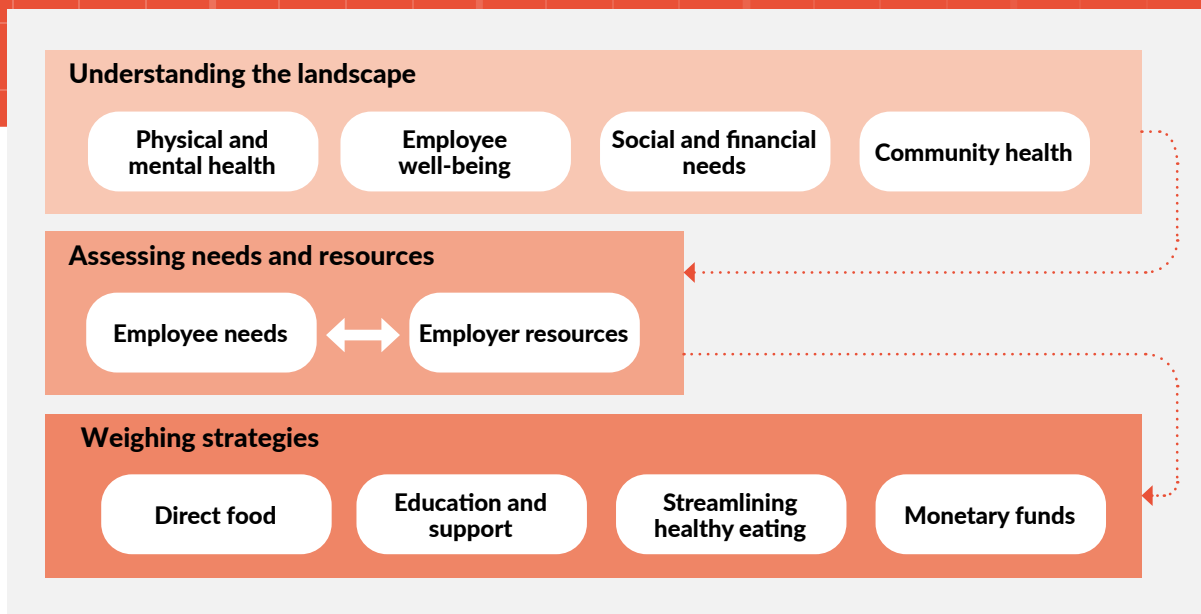 Understanding the landscape
Physical and
mental health
Employee
well-being
Social and financial
needs
Community health
Assessing needs and resources
Employee needs
Employer resources
Weighing strategies
Direct food
Education and
support
Streamlining
healthy eating
Monetary funds